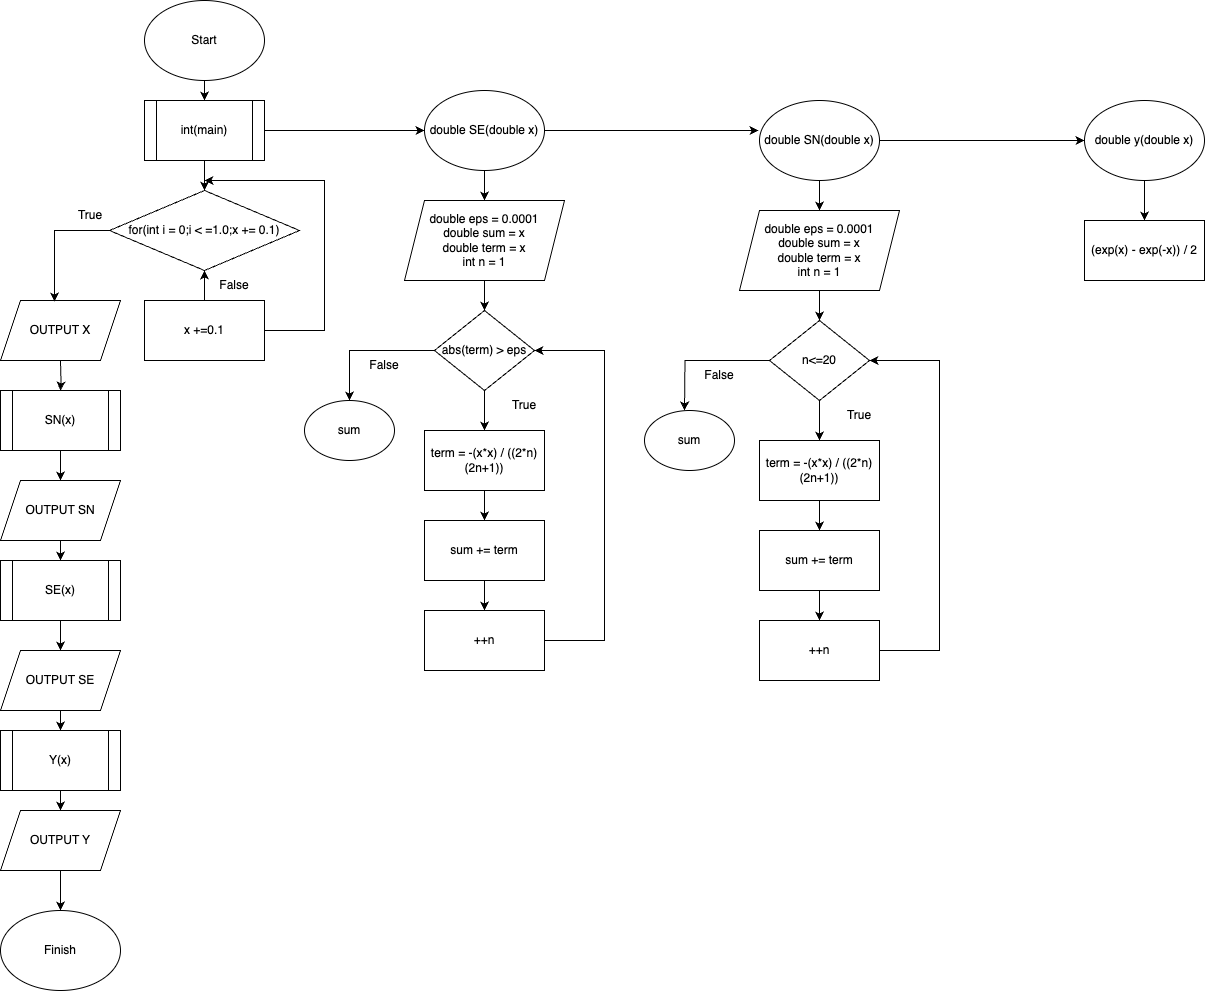 Start
int(main)
True
for(int i = 0;i < =1.0;x += 0.1)
False
x +=0.1
OUTPUT X
SN(x)
OUTPUT SN
SE(x)
OUTPUT SE
Y(x)
OUTPUT Y
Finish
double SE(double x)
double eps = 0.0001
double sum = x
double term = x
int n = 1
abs(term) > eps
False
True
sum
term = -(x*x) / ((2*n)
(2n+1))
sum += term
++n
double SN(double x)
double eps = 0.0001
double sum = x
double term = x
int n = 1
n<=20
False
True
sum
term = -(x*x) / ((2*n)
(2n+1))
sum += term
++n
double y(double x)
(exp(x) - exp(-x)) / 2